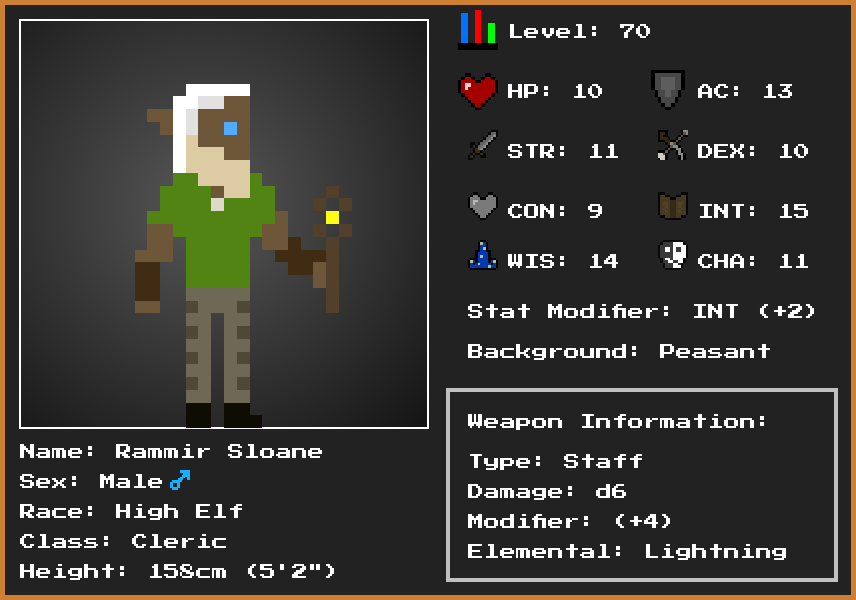 Level: 70
HP: 10
AC: 13
STR: 11
DEX: 10
CON: 9
INT: 15
WIS: 14
CHA: 11
Stat Modifier: INT (+2)
Background: Peasant
Weapon Information:
Type: Staff
Damage: d6
Modifier: (+4)
Elemental: Lightning
Name: Rammir Sloane
Sex: Male♂
Race: High Elf
Class: Cleric
Height: 158cm (5'2")